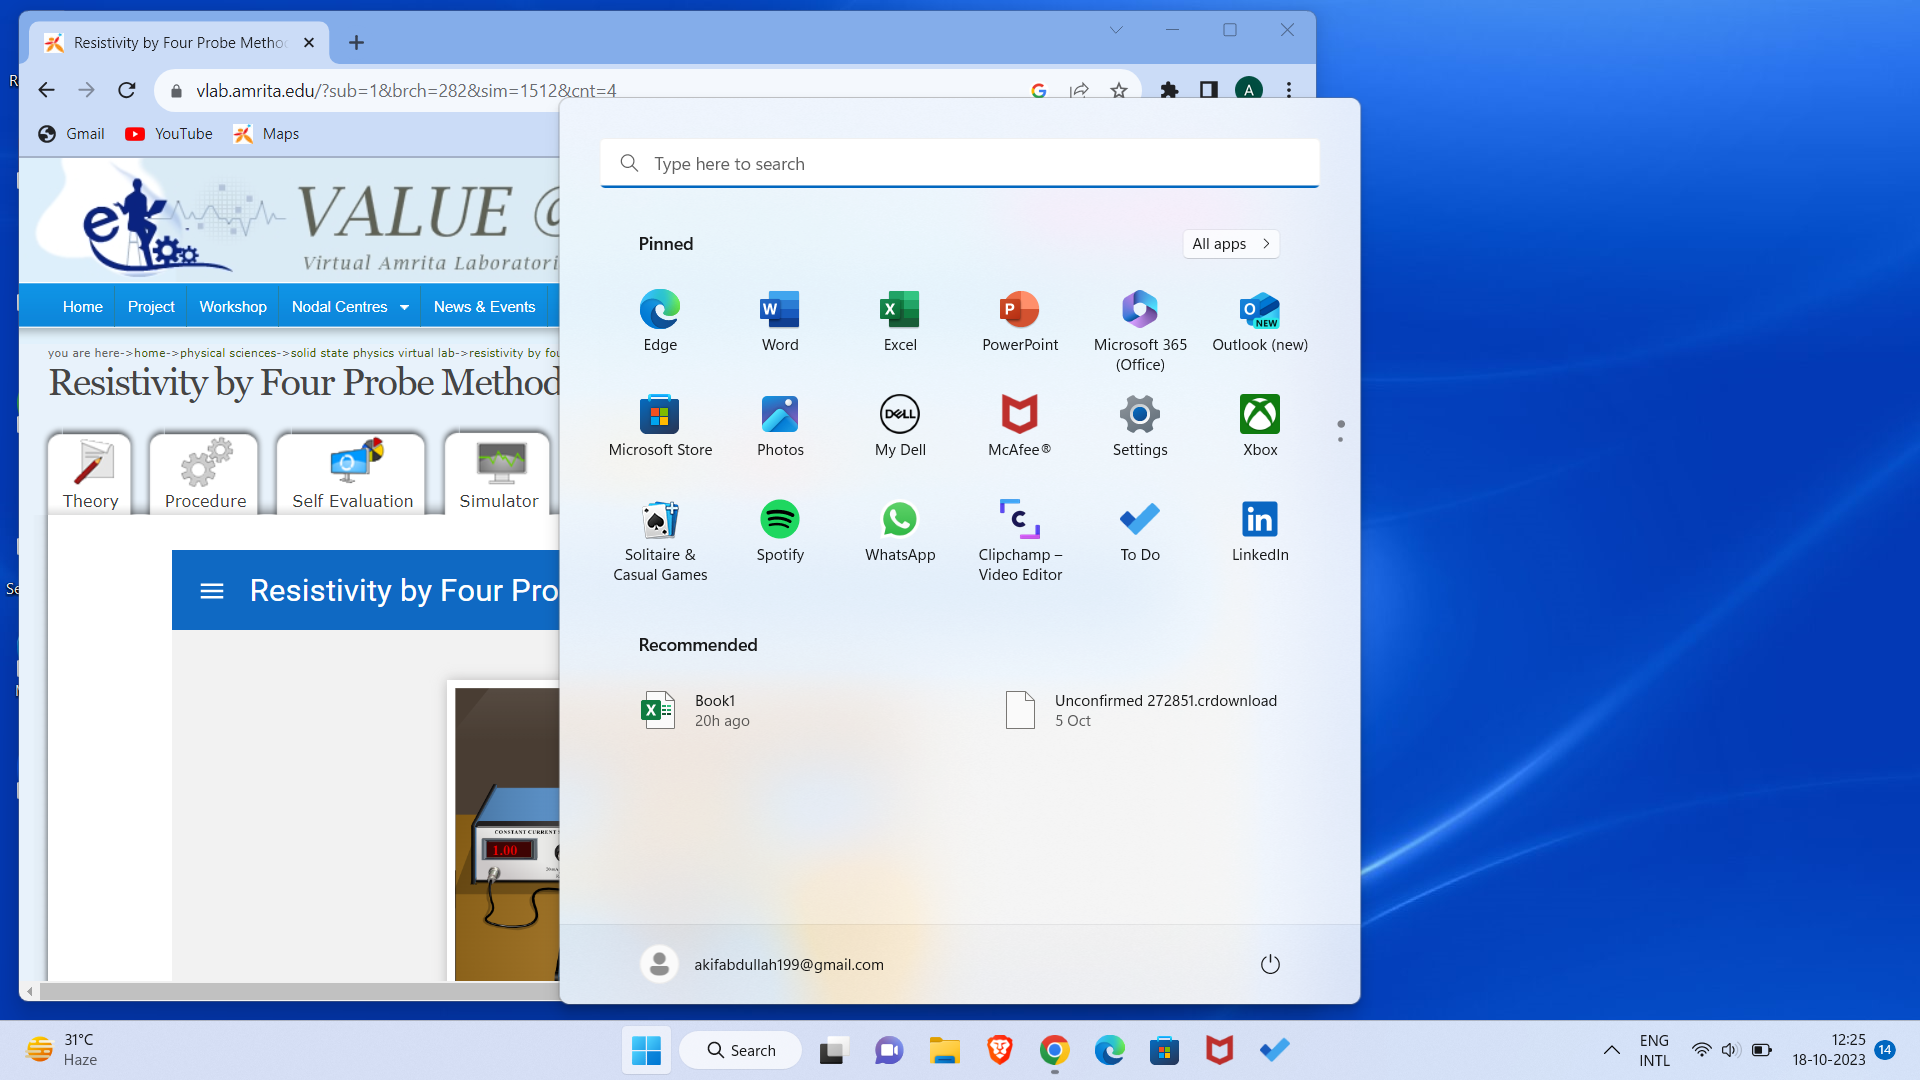 Resistivity by Four Probe Metho
vlab.amrita.edu/?sub=1&brch=282&sim=1512&cnt=4
A
Gmail
YouTube
Maps
VALUE @
Virtual Amrita Laboratori
Home
Project
Workshop
Nodal Centres
News & Events
you are here->home->physical sciences->solid state physics virtual lab->resistivity by fou
Resistivity by Four Probe Method
Theory
Procedure
Self Evaluation
Simulator
Resistivity by Four Pro
CONSTANT CURRENT S
1.00
Type here to search
Pinned
All apps
Edge
Word
Excel
PowerPoint
Microsoft 365
(Office)
Outlook (new)
NEW
Microsoft Store
Photos
My Dell
DELL
McAfee®
Settings
Xbox
Solitaire &
Casual Games
Spotify
WhatsApp
Clipchamp –
Video Editor
To Do
LinkedIn
Recommended
Book1
20h ago
Unconfirmed 272851.crdownload
5 Oct
akifabdullah199@gmail.com
31°C
Haze
Search
ENG
INTL
12:25
18-10-2023
14